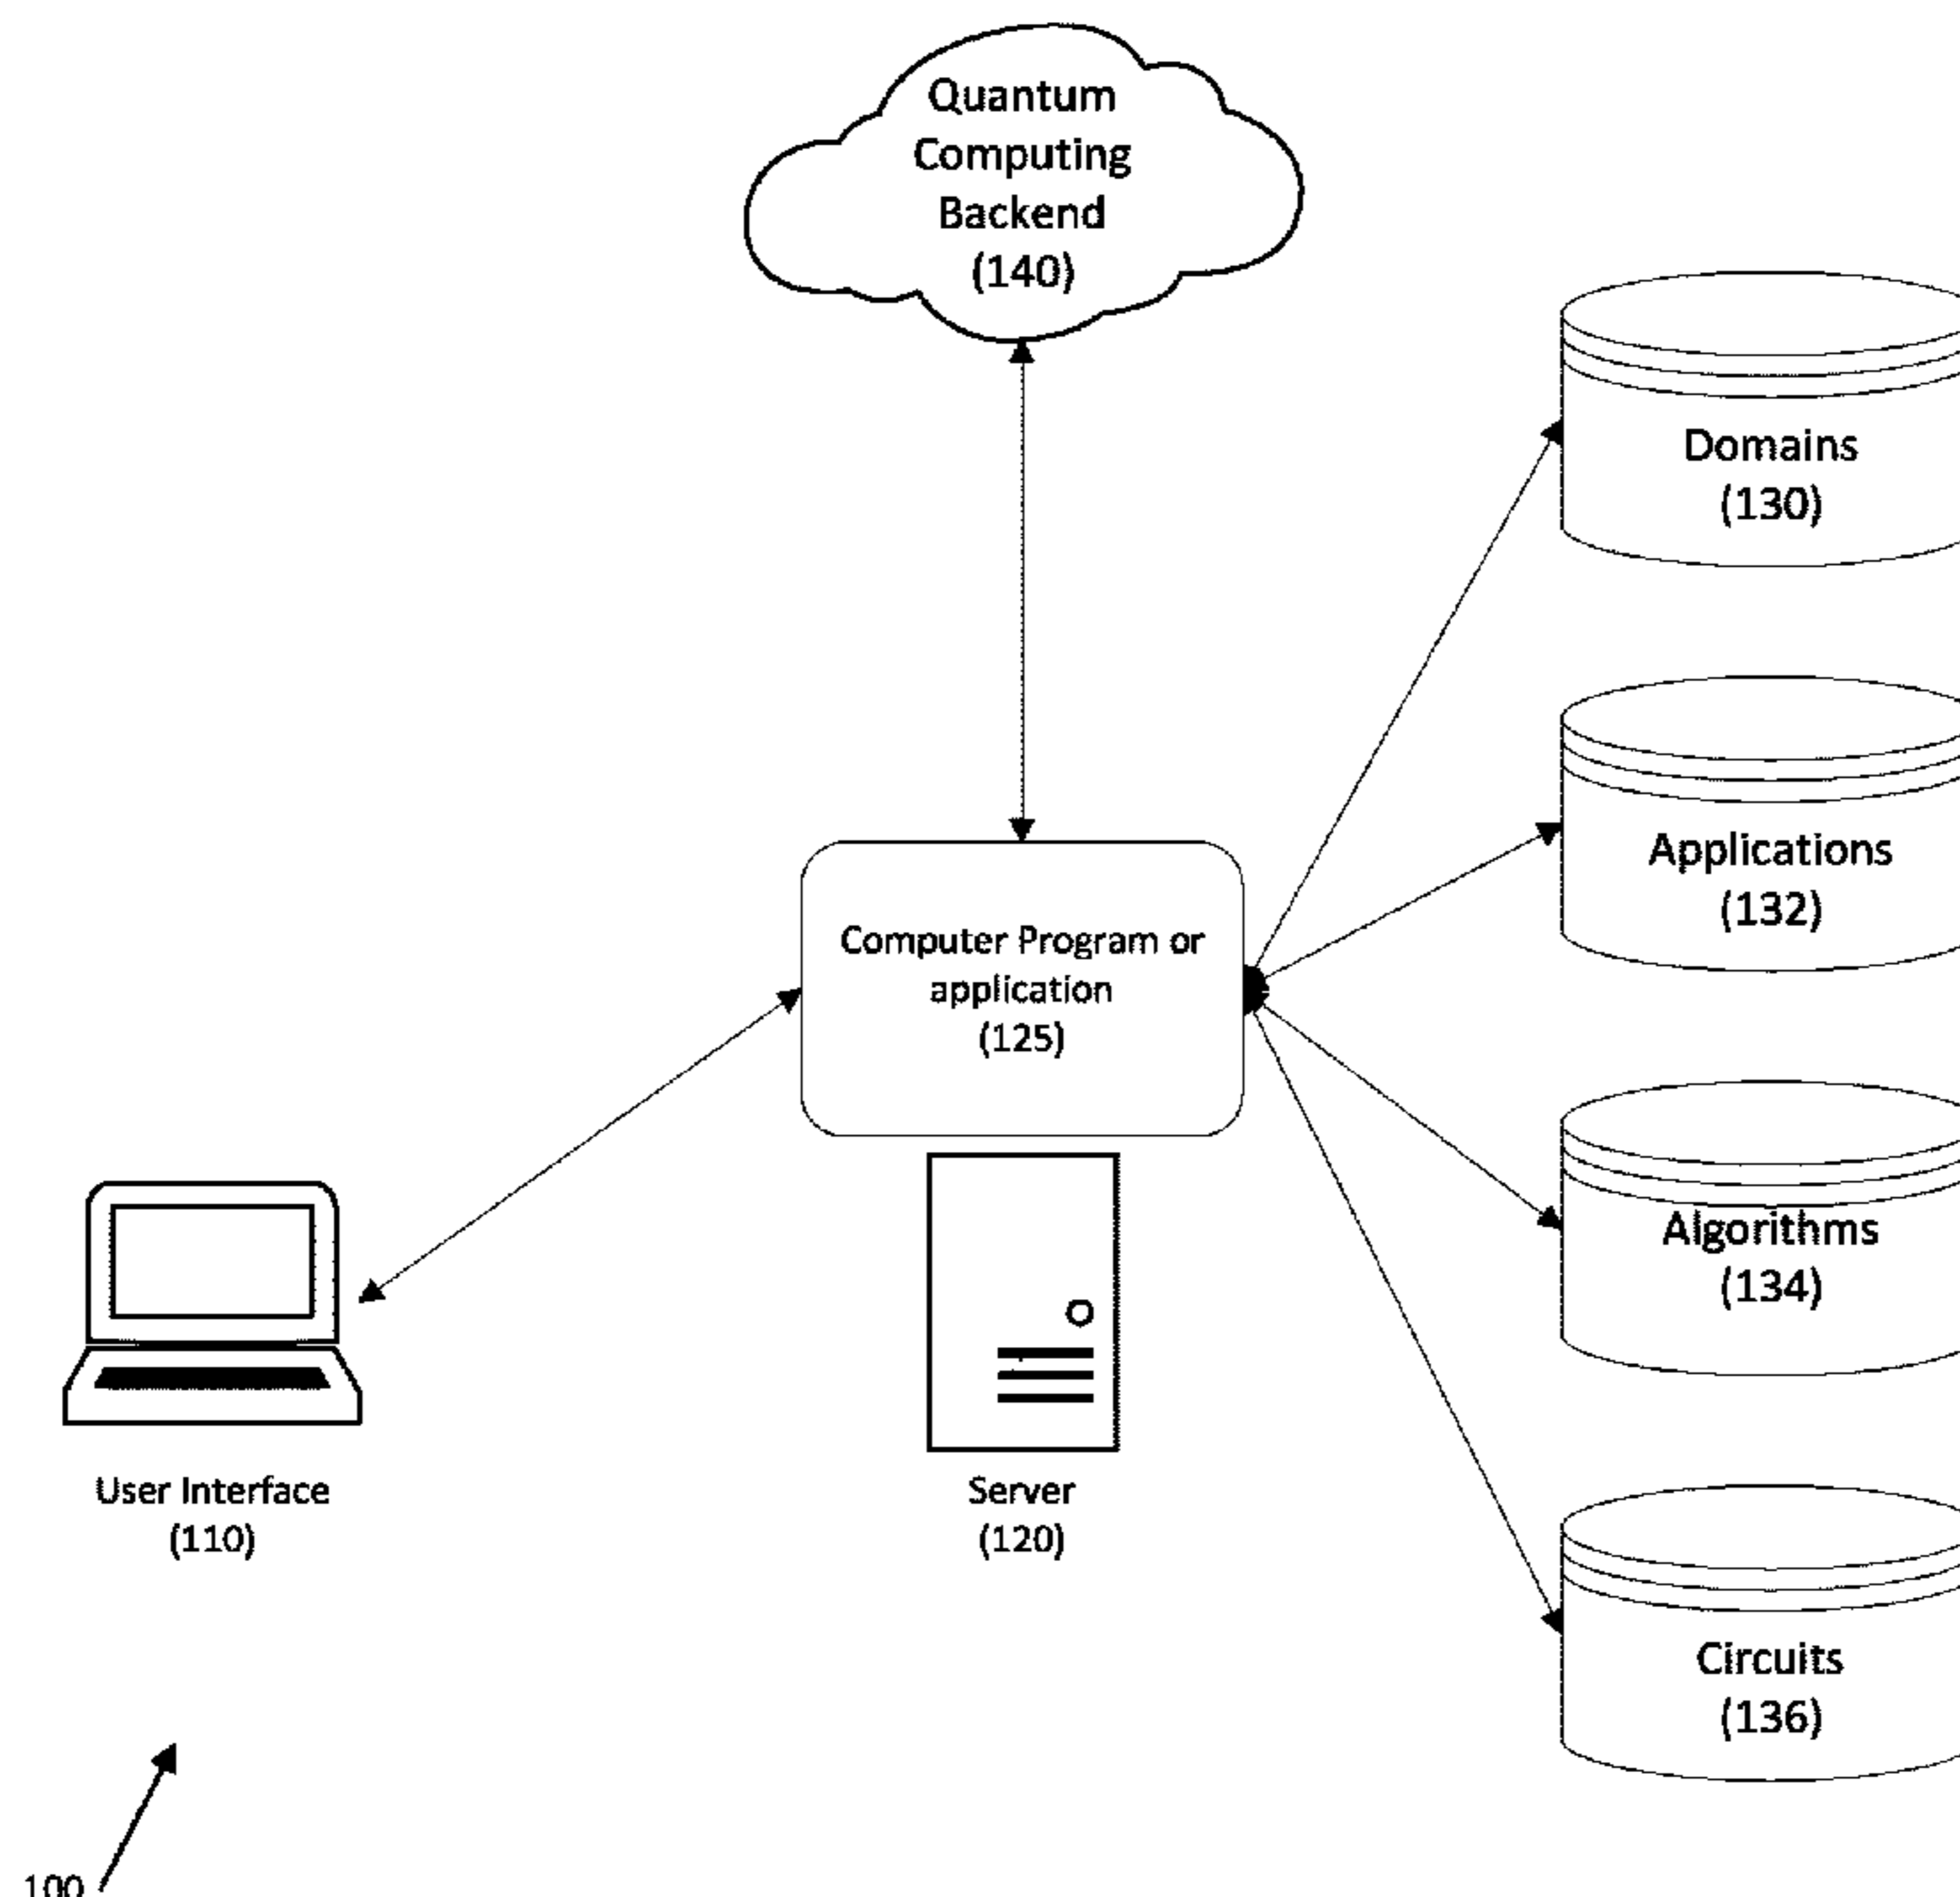 Quantum
Computing
Backend
(140)
Domains
(130)
Applications
(132)
Computer Program or
application
(125)
Algorithms
(134)
User Interface
(110)
Server
(120)
Circuits
(136)
100